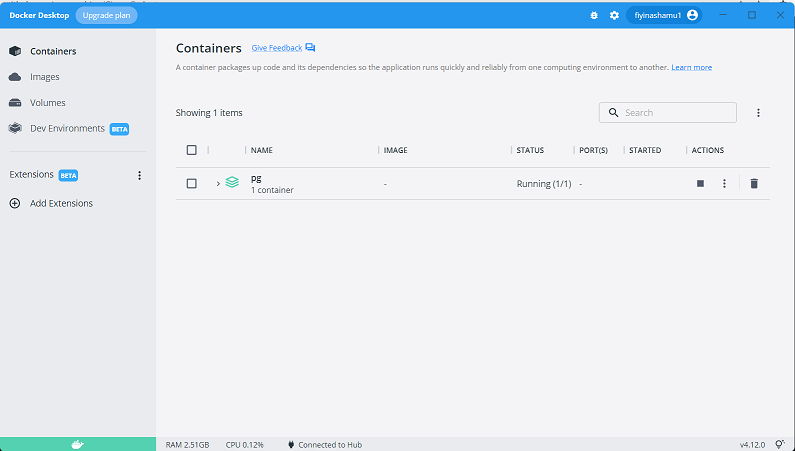 Docker Desktop Upgrade plan fiyinashamu1
Containers
Images
Volumes
Dev Environments BETA
Extensions BETA
Add Extensions
Containers Give Feedback
A container packages up code and its dependencies so the application runs quickly and reliably from one computing environment to another. Learn more
Showing 1 items Search
NAME IMAGE STATUS PORT(S) STARTED ACTIONS
pg - Running (1/1) -
1 container
RAM 2.51GB CPU 0.12% Connected to Hub v4.12.0